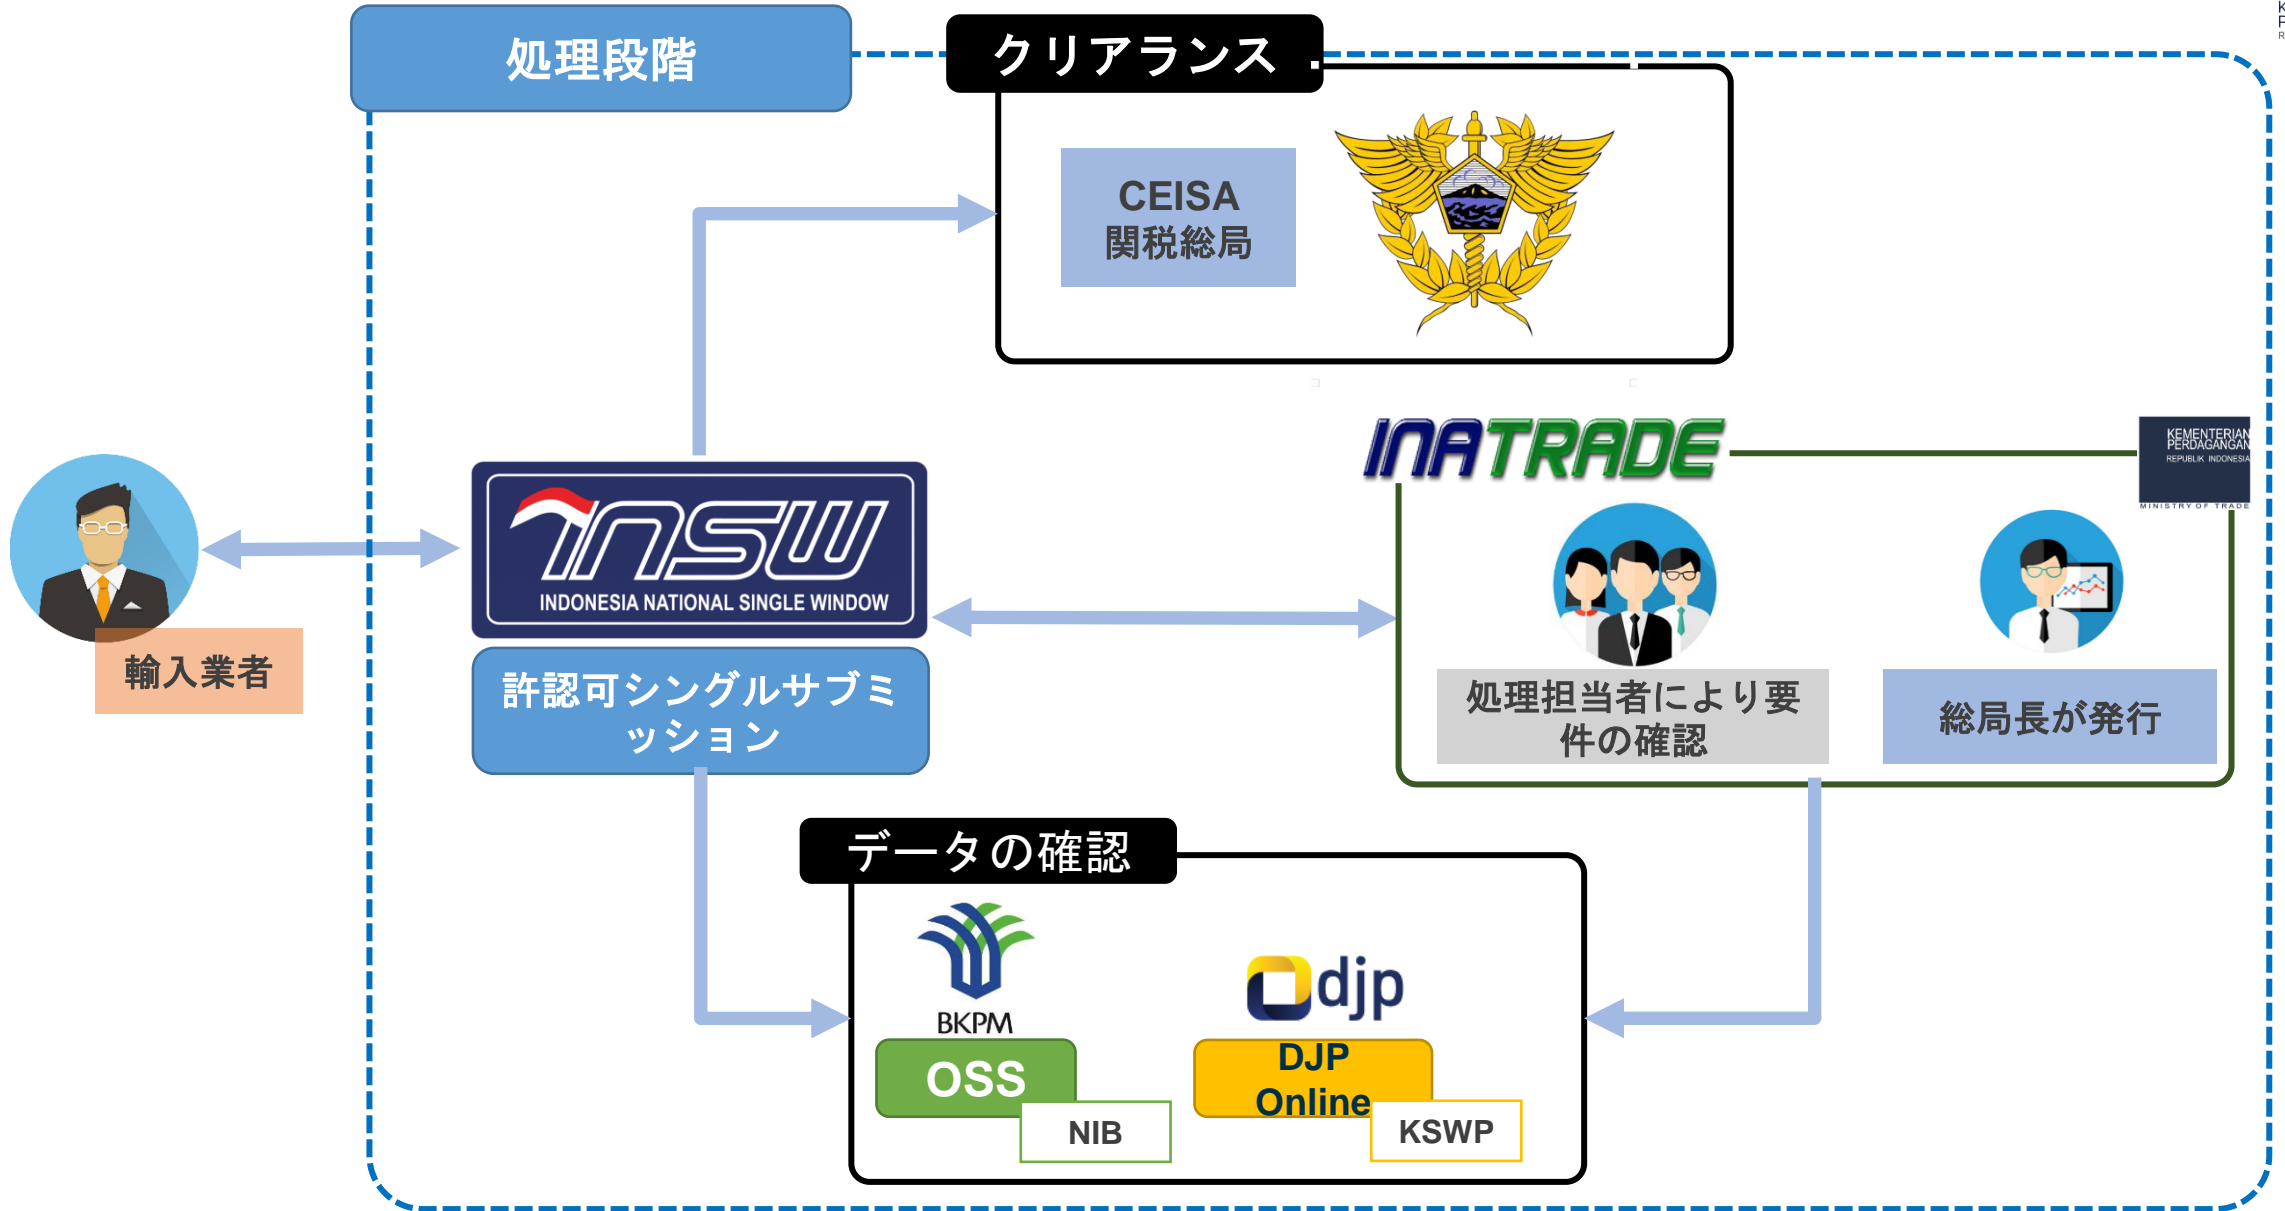 処理段階
クリアランス
CEISA
関税総局
INATRADE
KEMENTERIAN
PERDAGANGAN
REPUBLIK INDONESIA
MINISTRY OF TRADE
insw
INDONESIA NATIONAL SINGLE WINDOW
輸入業者
許認可シングルサブミ
ッション
処理担当者により要
件の確認
総局長が発行
データの確認
BKPM
OSS
NIB
djp
DJP
Online
KSWP